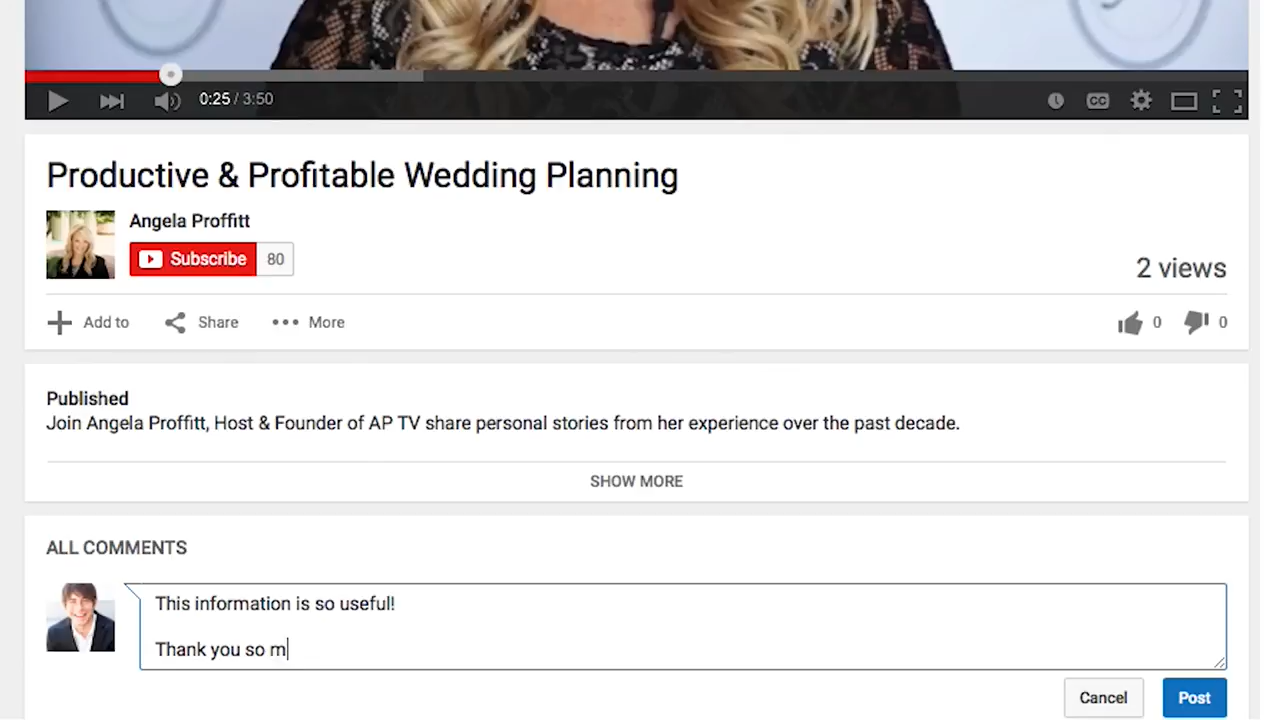 0:25 / 3:50
CC
Productive & Profitable Wedding Planning
Angela Proffitt
Subscribe 80
2 views
Add to Share More 0 0
Published
Join Angela Proffitt, Host & Founder of AP TV share personal stories from her experience over the past decade.
SHOW MORE
ALL COMMENTS
This information is so useful!
Thank you so m
Cancel Post